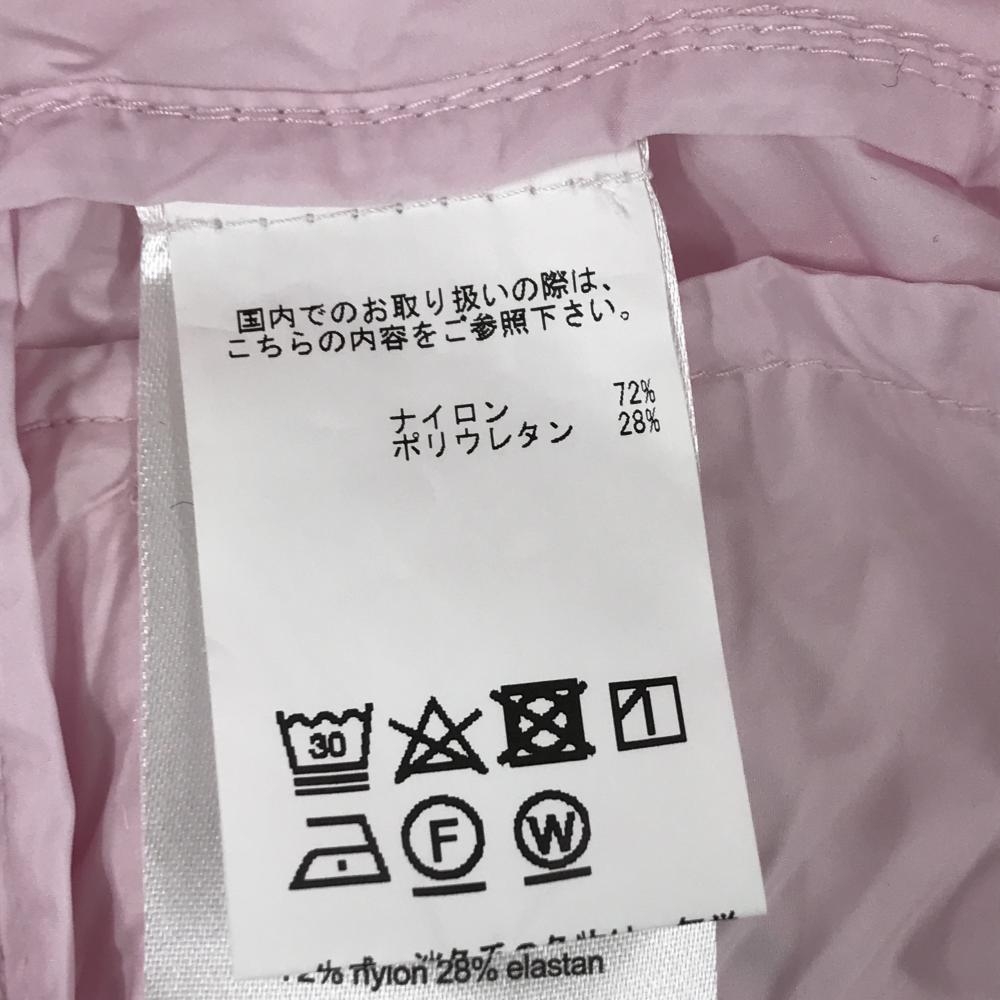 国内でのお取り扱いの際は、
こちらの内容をご参照下さい。
ナイロン 72%
ポリウレタン 28%
30
F W
nylon 28% elastan